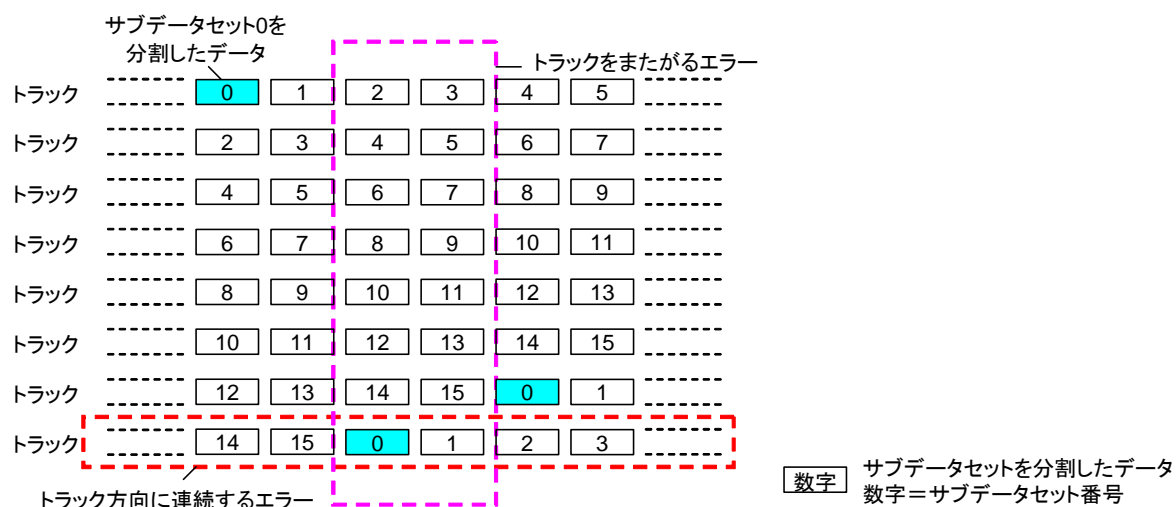 サブデータセット0を
分割したデータ
トラックをまたがるエラー
トラック 0 1 2 3 4 5
トラック 2 3 4 5 6 7
トラック 4 5 6 7 8 9
トラック 6 7 8 9 10 11
トラック 8 9 10 11 12 13
トラック 10 11 12 13 14 15
トラック 12 13 14 15 0 1
トラック 14 15 0 1 2 3
トラック方向に連続するエラー
数字 サブデータセットを分割したデータ
数字=サブデータセット番号